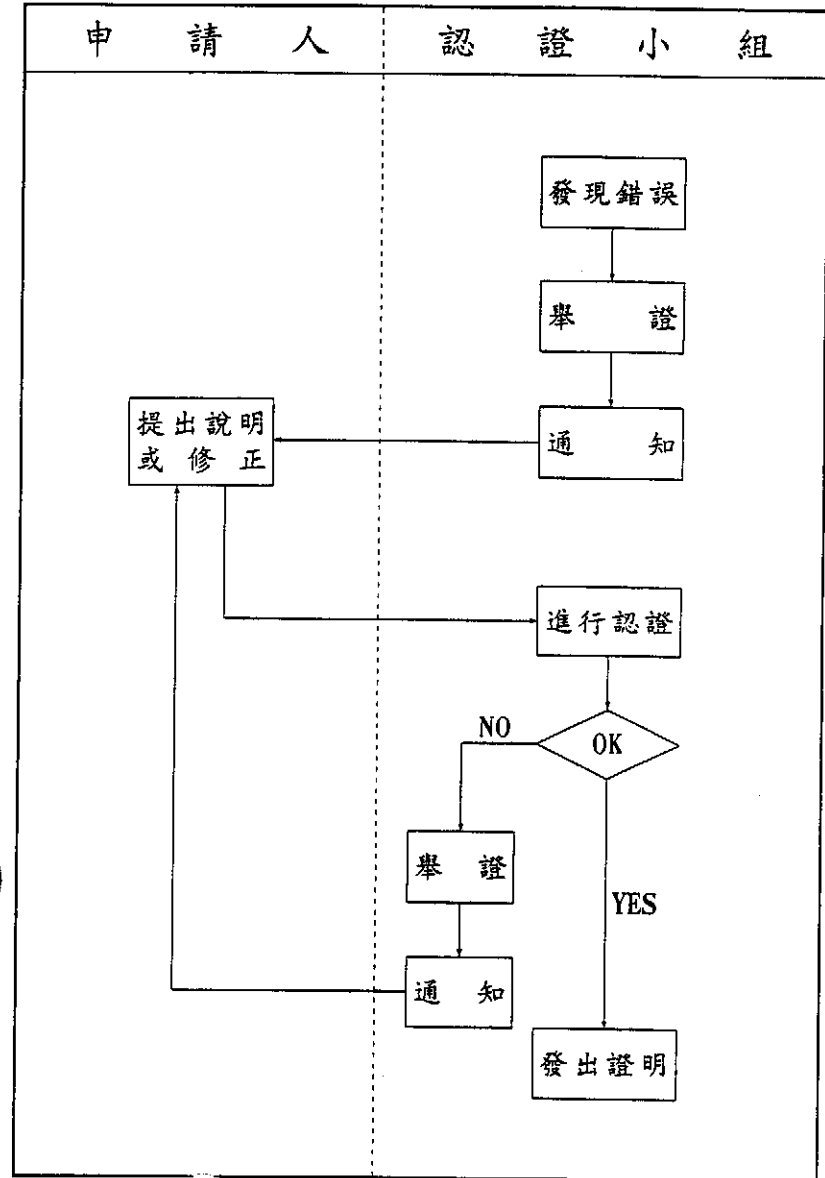 申請人
認證小組
發現錯誤
舉證
通知
提出說明
或修正
進行認證
OK
NO
YES
舉證
通知
發出證明